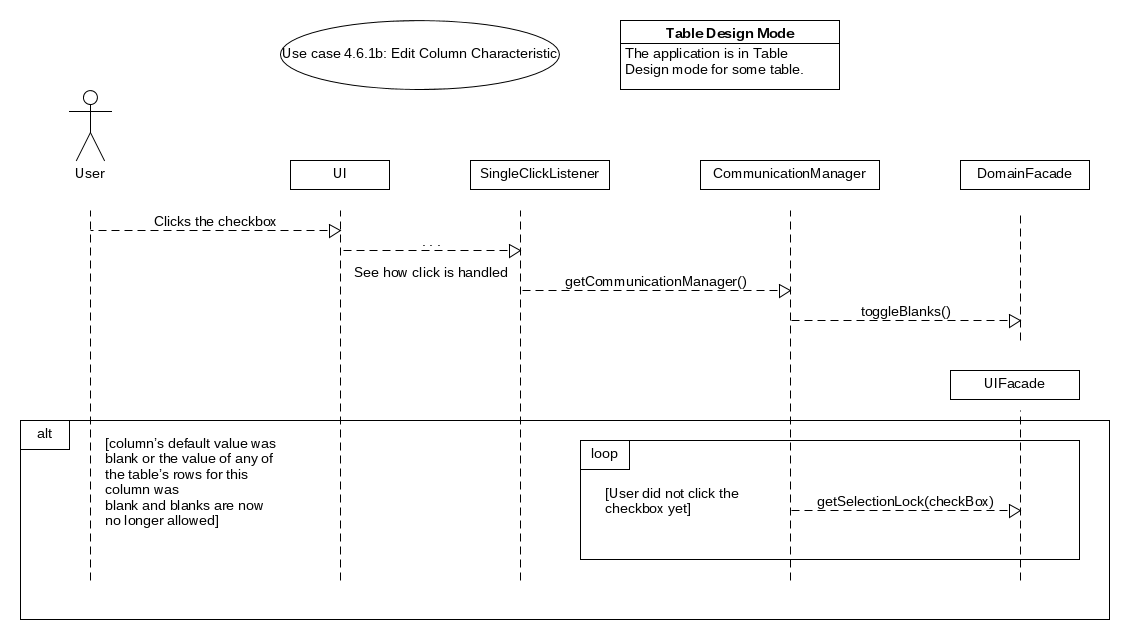 Use case 4.6.1b: Edit Column Characteristic
Table Design Mode
The application is in Table
Design mode for some table.
User
UI
SingleClickListener
CommunicationManager
DomainFacade
Clicks the checkbox
. . .
See how click is handled
getCommunicationManager()
toggleBlanks()
UIFacade
alt
[column's default value was
blank or the value of any of
the table's rows for this
column was
blank and blanks are now
no longer allowed]
loop
[User did not click the
checkbox yet]
getSelectionLock(checkBox)